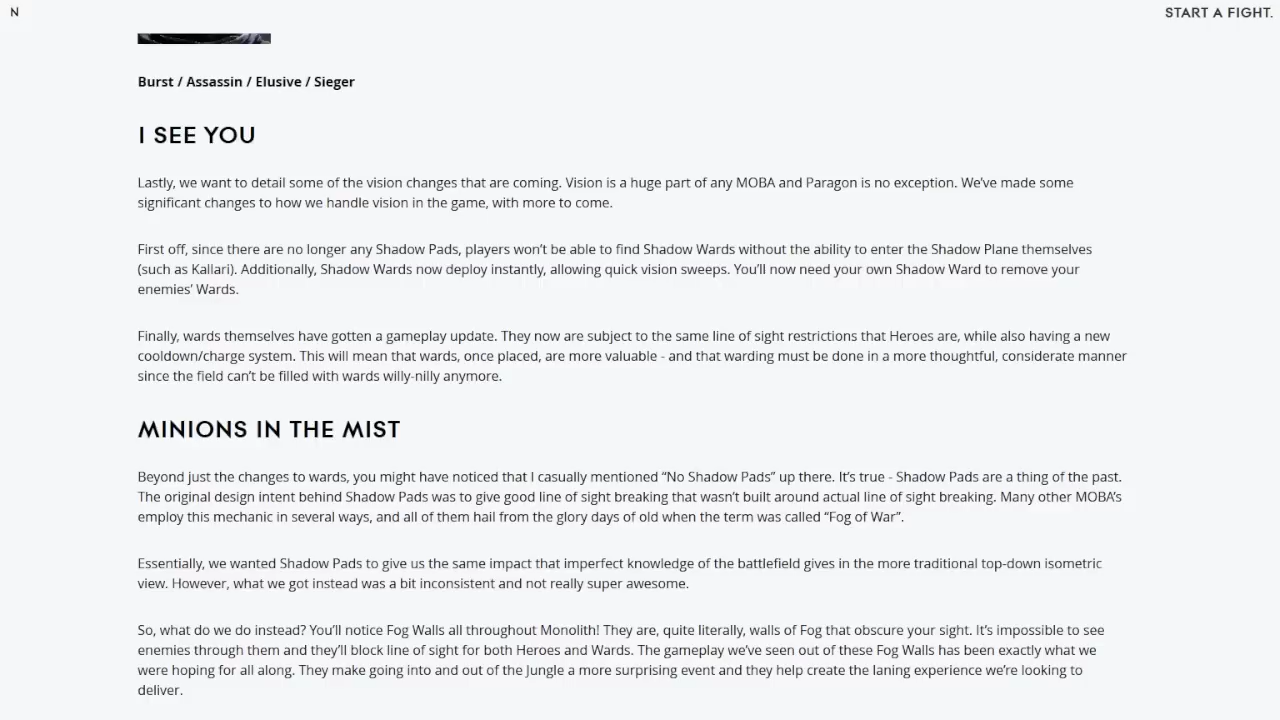 N
START A FIGHT.
Burst / Assassin / Elusive / Sieger
I SEE YOU
Lastly, we want to detail some of the vision changes that are coming. Vision is a huge part of any MOBA and Paragon is no exception. We’ve made some
significant changes to how we handle vision in the game, with more to come.
First off, since there are no longer any Shadow Pads, players won’t be able to find Shadow Wards without the ability to enter the Shadow Plane themselves
(such as Kallari). Additionally, Shadow Wards now deploy instantly, allowing quick vision sweeps. You’ll now need your own Shadow Ward to remove your
enemies’ Wards.
Finally, wards themselves have gotten a gameplay update. They now are subject to the same line of sight restrictions that Heroes are, while also having a new
cooldown/charge system. This will mean that wards, once placed, are more valuable - and that warding must be done in a more thoughtful, considerate manner
since the field can’t be filled with wards willy-nilly anymore.
MINIONS IN THE MIST
Beyond just the changes to wards, you might have noticed that I casually mentioned “No Shadow Pads” up there. It’s true - Shadow Pads are a thing of the past.
The original design intent behind Shadow Pads was to give good line of sight breaking that wasn’t built around actual line of sight breaking. Many other MOBA’s
employ this mechanic in several ways, and all of them hail from the glory days of old when the term was called “Fog of War”.
Essentially, we wanted Shadow Pads to give us the same impact that imperfect knowledge of the battlefield gives in the more traditional top-down isometric
view. However, what we got instead was a bit inconsistent and not really super awesome.
So, what do we do instead? You’ll notice Fog Walls all throughout Monolith! They are, quite literally, walls of Fog that obscure your sight. It’s impossible to see
enemies through them and they’ll block line of sight for both Heroes and Wards. The gameplay we’ve seen out of these Fog Walls has been exactly what we
were hoping for all along. They make going into and out of the Jungle a more surprising event and they help create the laning experience we’re looking to
deliver.